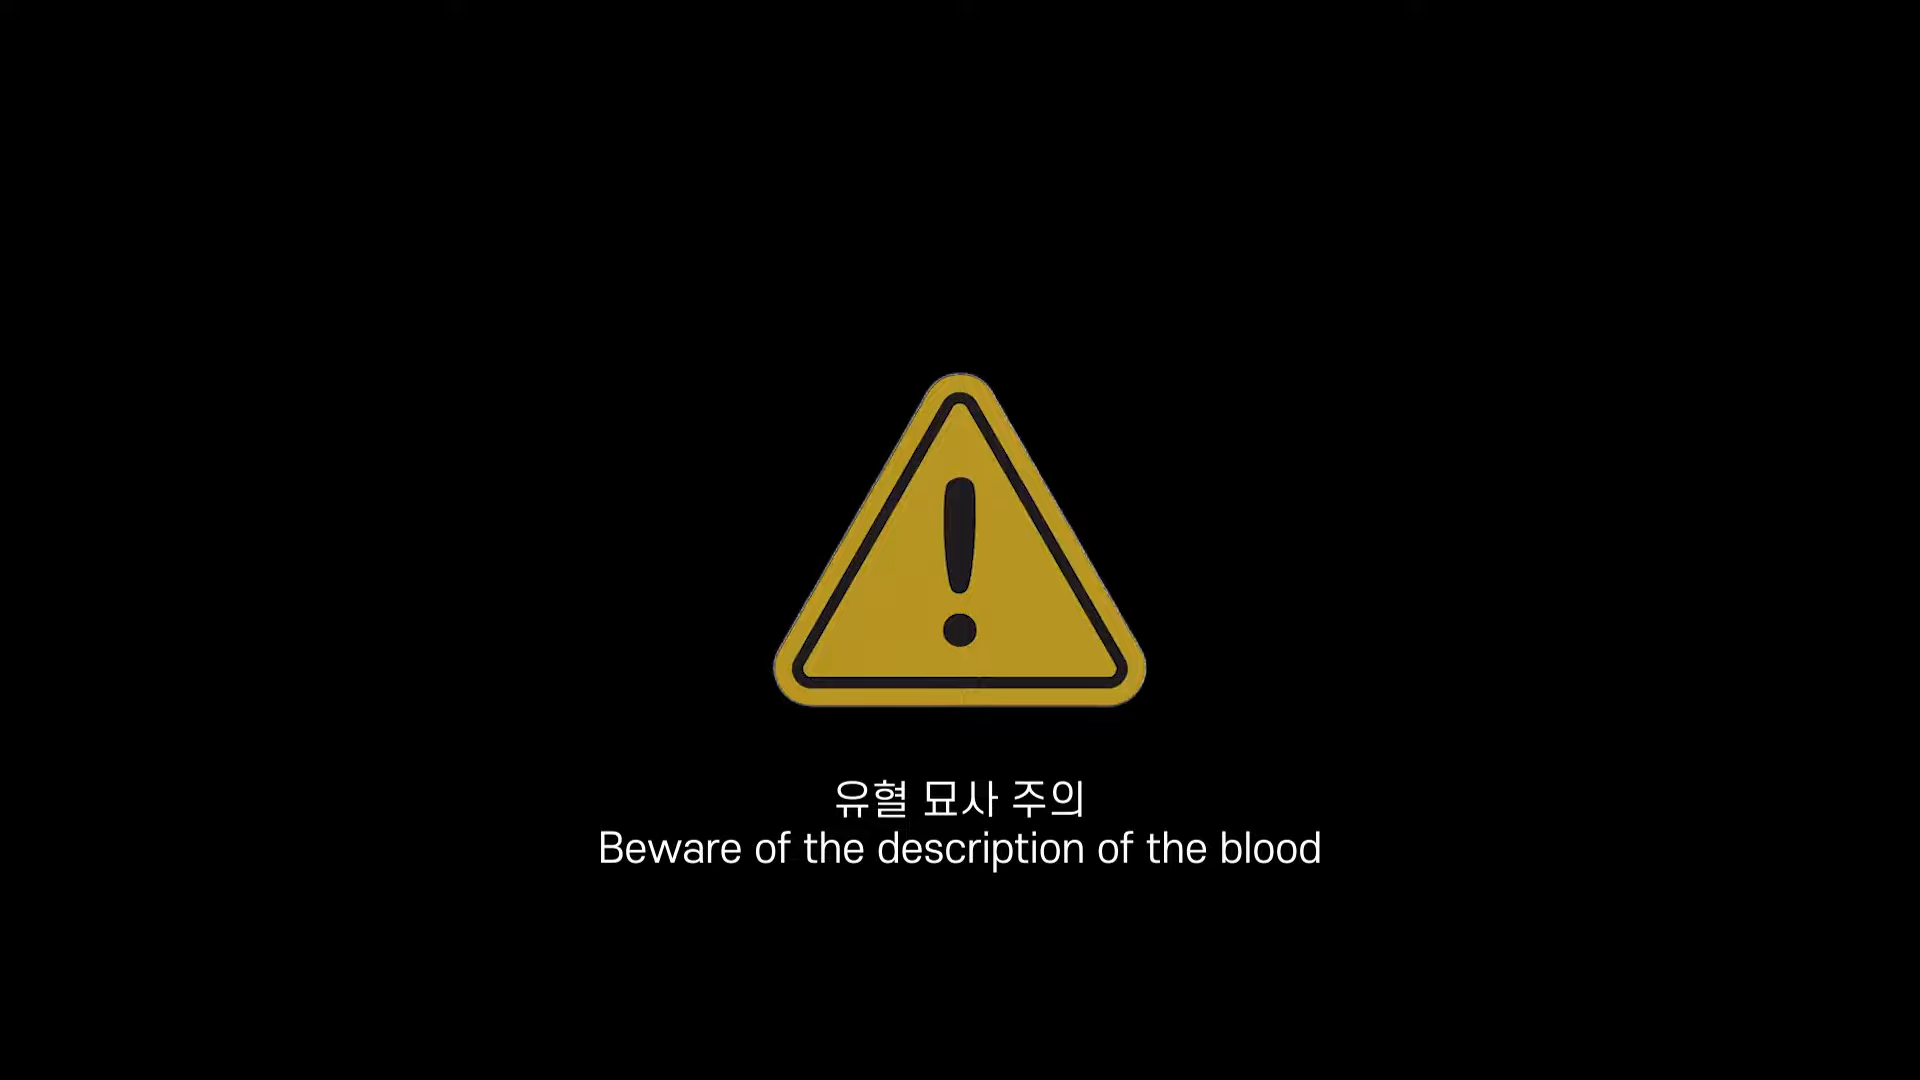 유혈 묘사 주의
Beware of the description of the blood